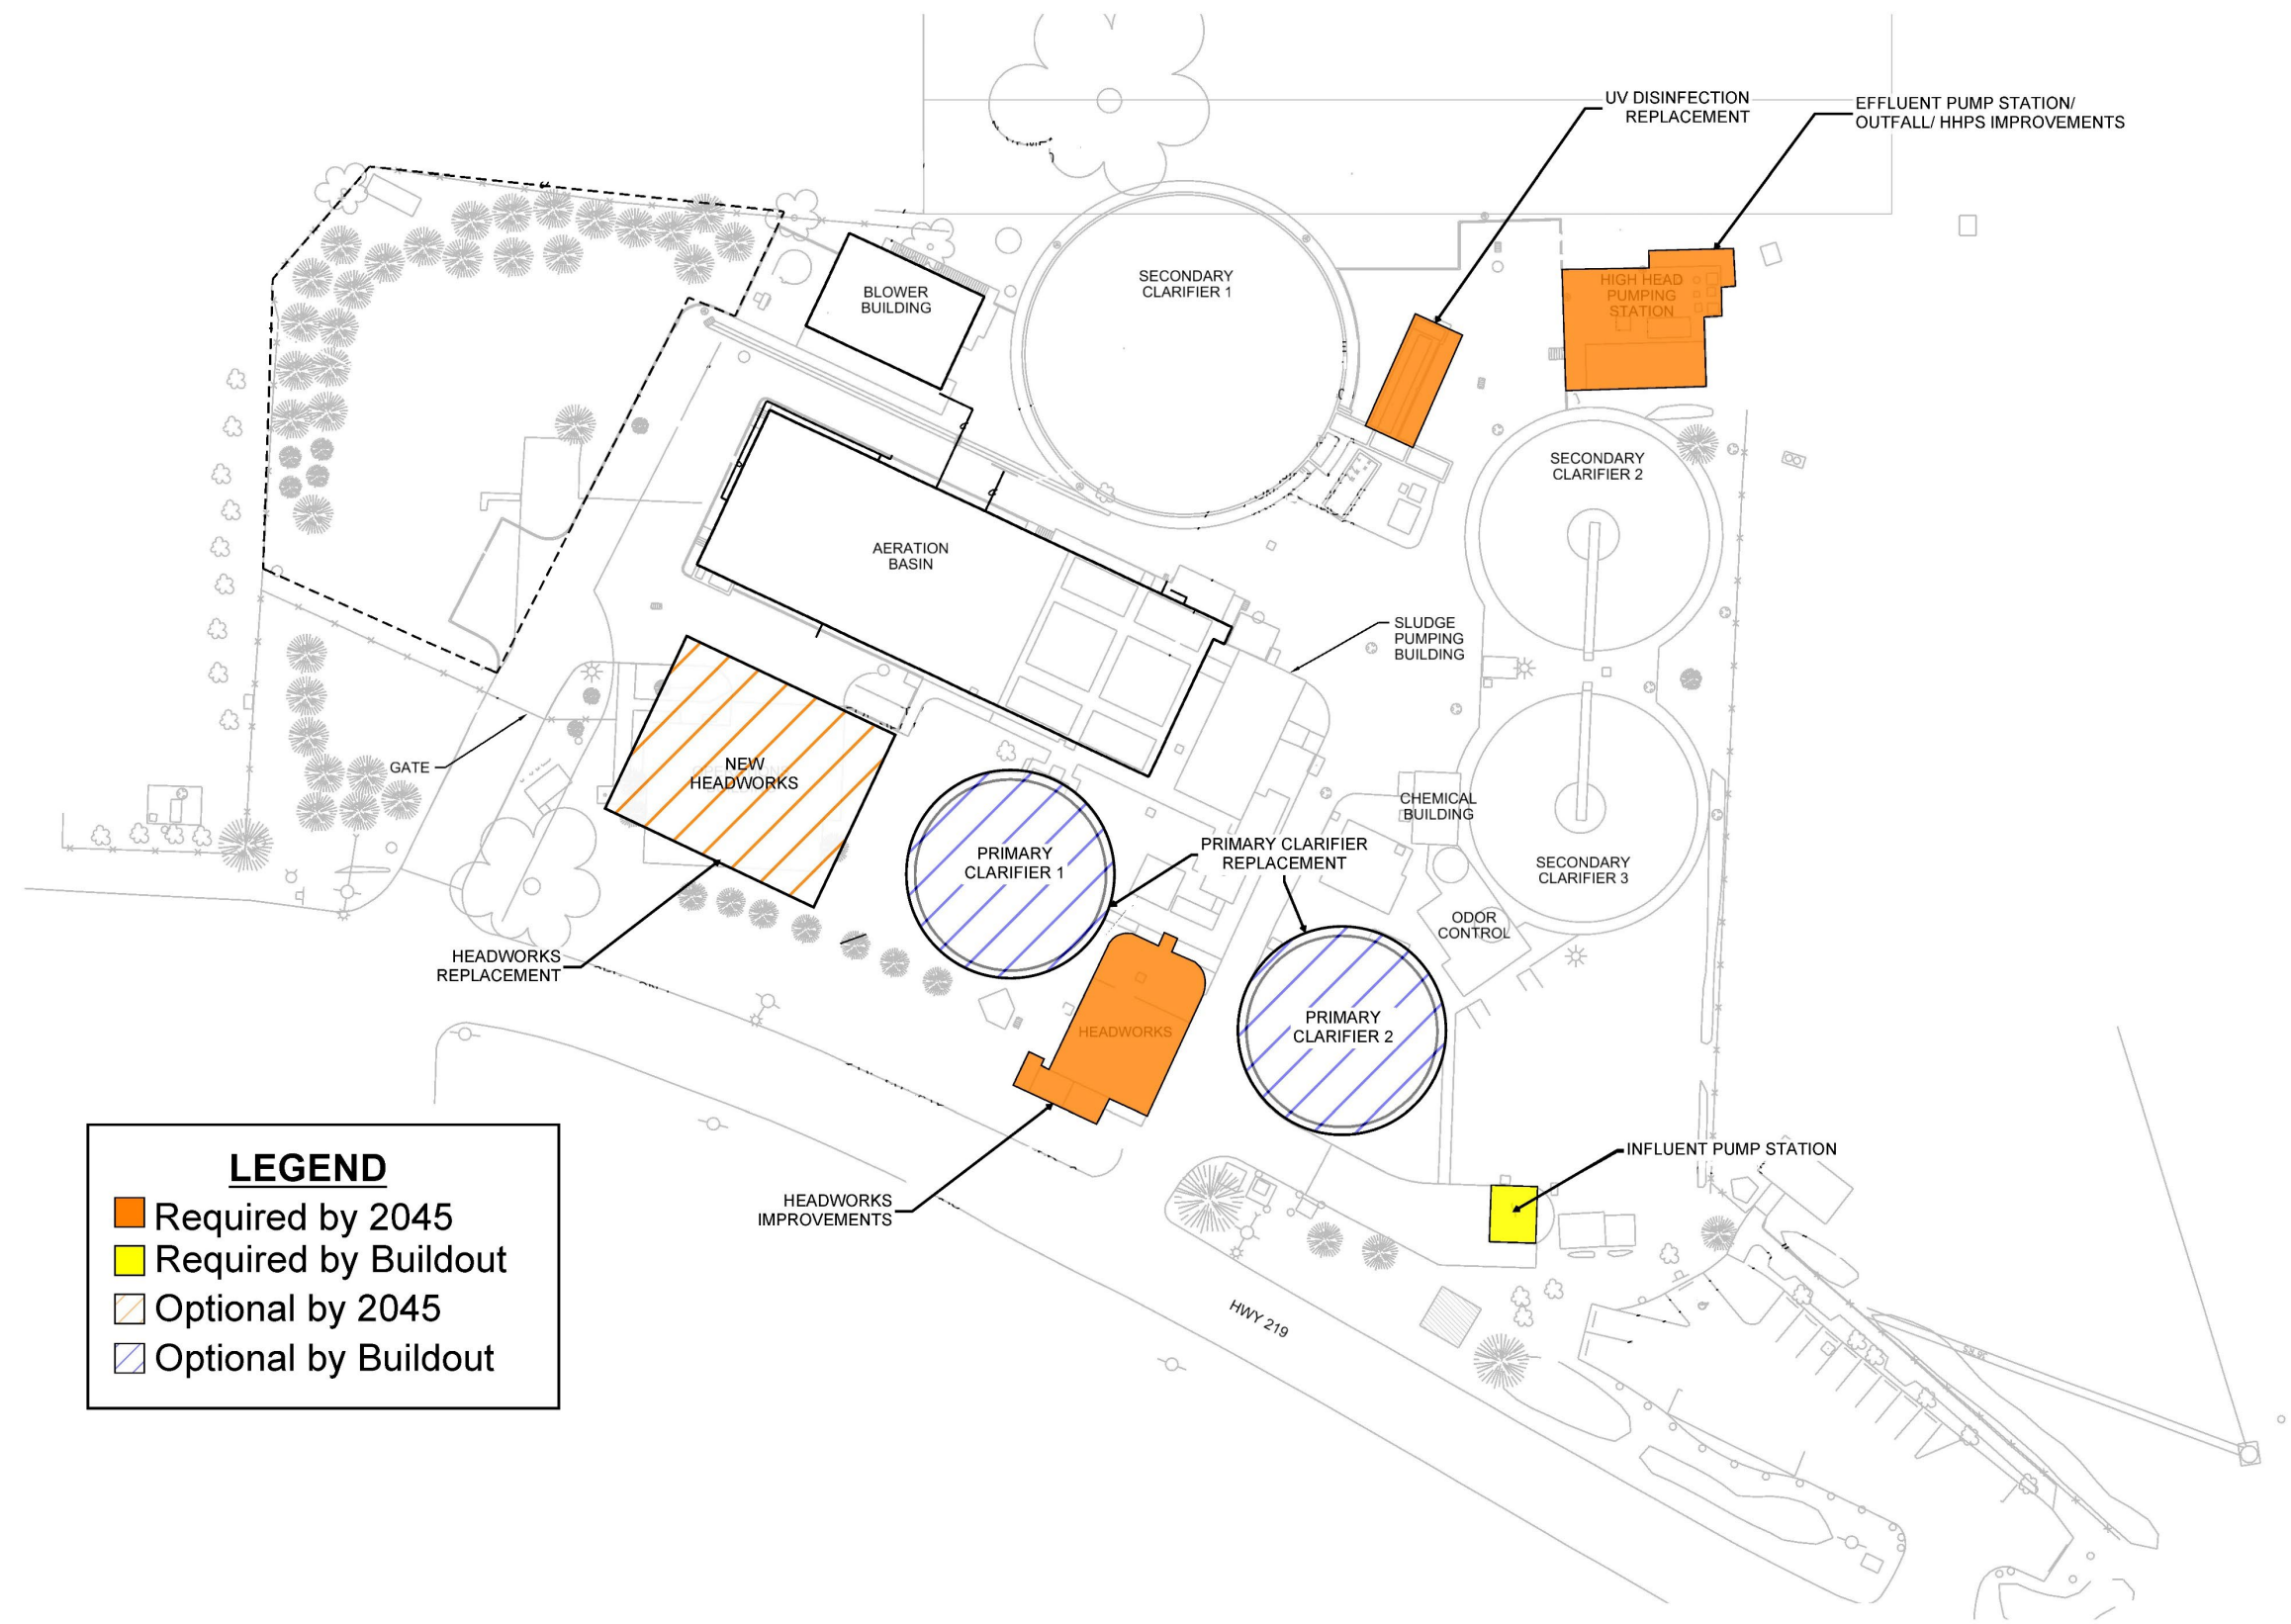 UV DISINFECTION
REPLACEMENT
EFFLUENT PUMP STATION/
OUTFALL/ HHPS IMPROVEMENTS
SECONDARY
CLARIFIER 1
BLOWER
BUILDING
HIGH HEAD
PUMPING
STATION
SECONDARY
CLARIFIER 2
AERATION
BASIN
SLUDGE
PUMPING
BUILDING
GATE
NEW
HEADWORKS
CHEMICAL
BUILDING
PRIMARY CLARIFIER
REPLACEMENT
PRIMARY
CLARIFIER 1
SECONDARY
CLARIFIER 3
ODOR
CONTROL
HEADWORKS
REPLACEMENT
HEADWORKS
PRIMARY
CLARIFIER 2
INFLUENT PUMP STATION
HEADWORKS
IMPROVEMENTS
HWY 219
LEGEND
Required by 2045
Required by Buildout
Optional by 2045
Optional by Buildout